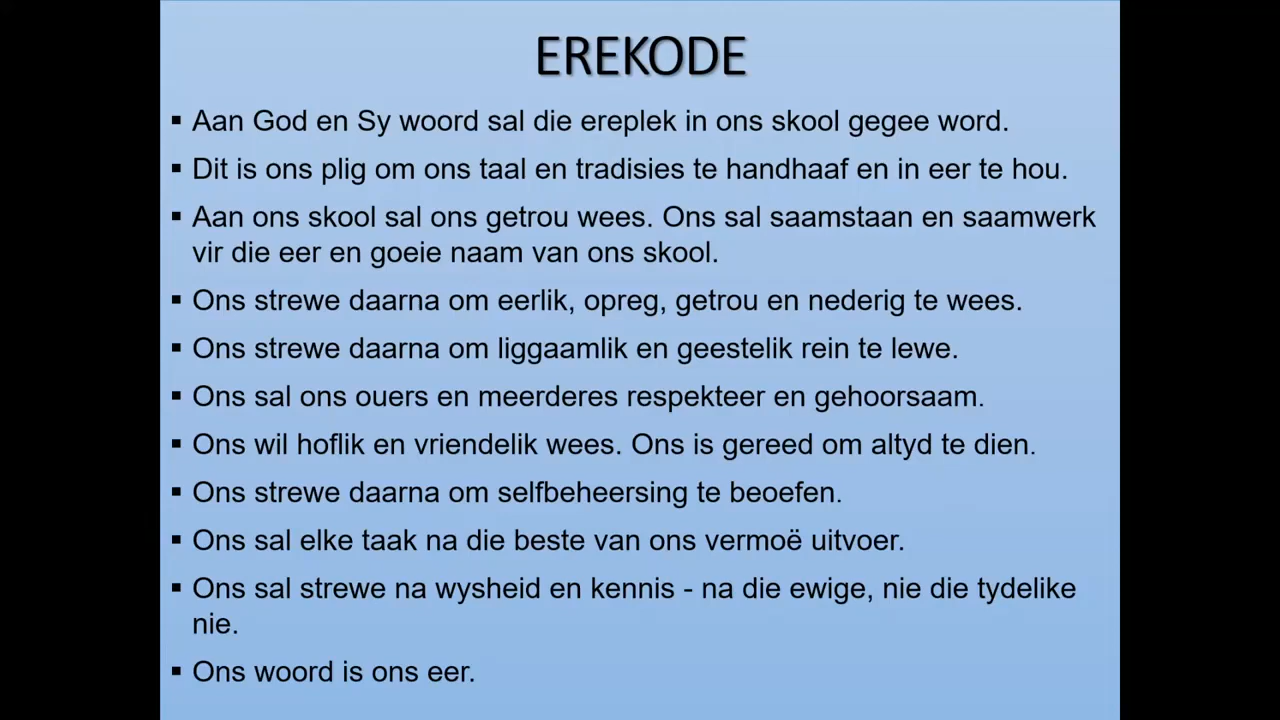 EREKODE
▪ Aan God en Sy woord sal die ereplek in ons skool gegee word.
▪ Dit is ons plig om ons taal en tradisies te handhaaf en in eer te hou.
▪ Aan ons skool sal ons getrou wees. Ons sal saamstaan en saamwerk
vir die eer en goeie naam van ons skool.
▪ Ons strewe daarna om eerlik, opreg, getrou en nederig te wees.
▪ Ons strewe daarna om liggaamlik en geestelik rein te lewe.
▪ Ons sal ons ouers en meerderes respekteer en gehoorsaam.
▪ Ons wil hoflik en vriendelik wees. Ons is gereed om altyd te dien.
▪ Ons strewe daarna om selfbeheersing te beoefen.
▪ Ons sal elke taak na die beste van ons vermoë uitvoer.
▪ Ons sal strewe na wysheid en kennis - na die ewige, nie die tydelike
nie.
▪ Ons woord is ons eer.